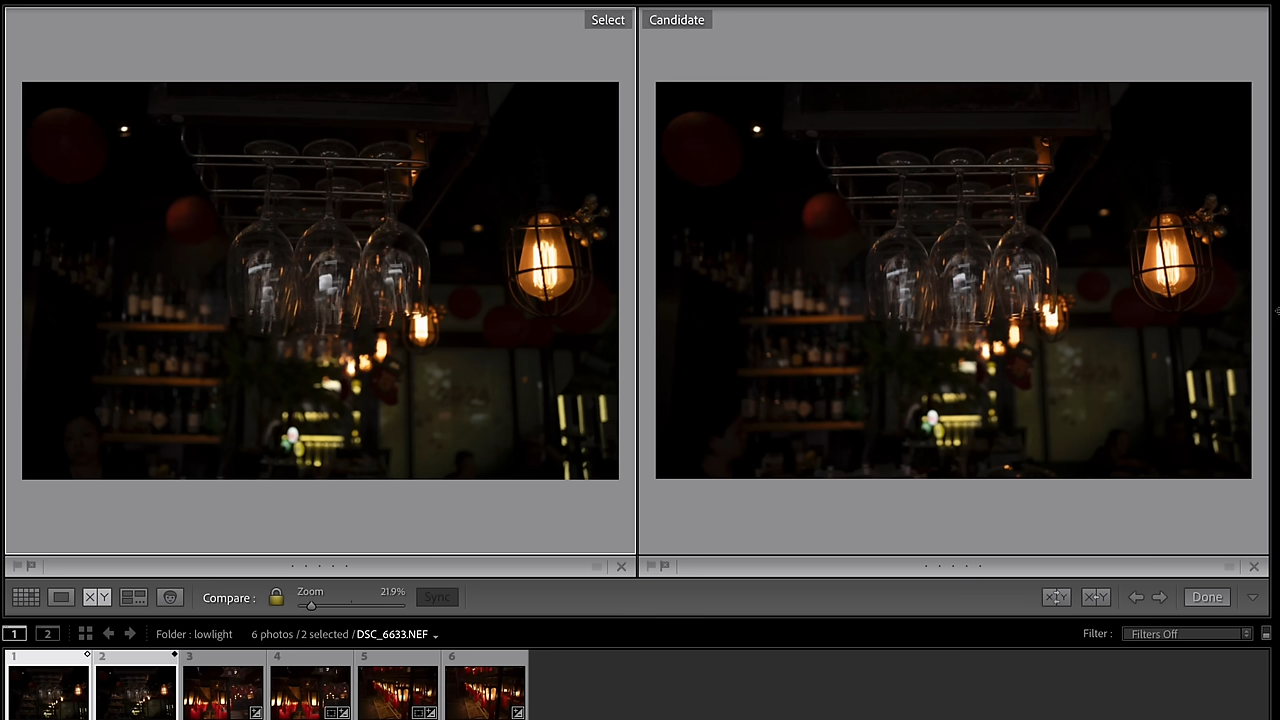 Select
Candidate
XY
Compare :
Zoom
21.9%
Sync
X Y
X Y
Done
1
2
Folder : lowlight
6 photos / 2 selected / DSC_6633.NEF
Filter :
Filters Off
1
2
3
4
5
6